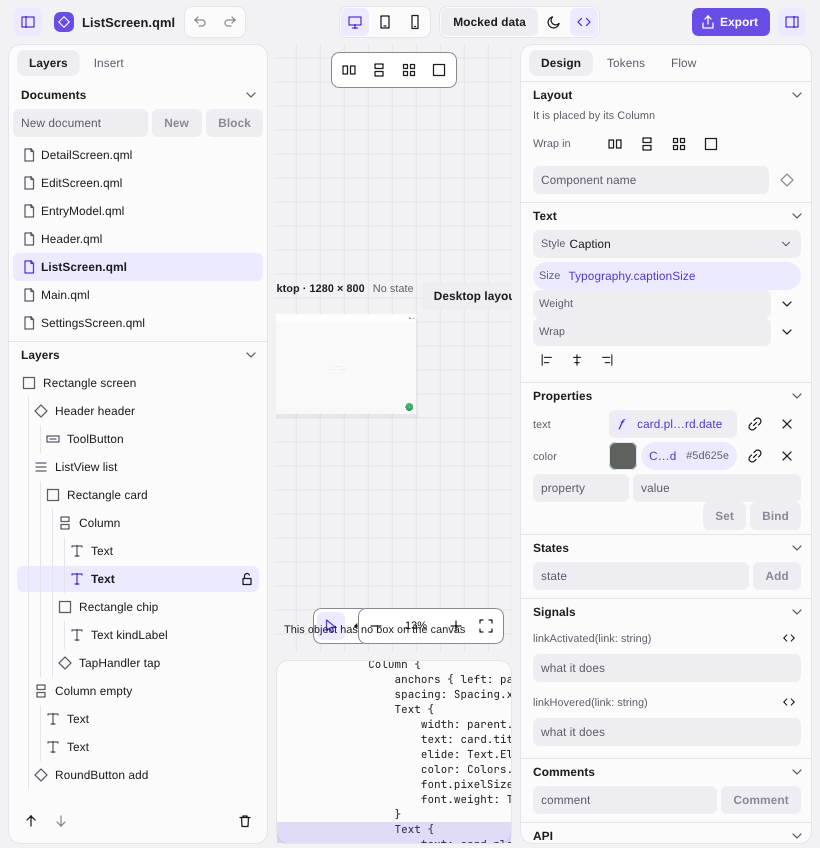 ListScreen.qml
Mocked data
Export
Layers
Insert
Documents
New document
New
Block
DetailScreen.qml
EditScreen.qml
EntryModel.qml
Header.qml
ListScreen.qml
Main.qml
SettingsScreen.qml
Layers
Rectangle screen
Header header
ToolButton
ListView list
Rectangle card
Column
Text
Text
Rectangle chip
Text kindLabel
TapHandler tap
Column empty
Text
Text
RoundButton add
ktop · 1280 × 800
No state
Desktop layou
This object has no box on the canvas
Column {
anchors { left: pa
spacing: Spacing.x
Text {
width: parent.
text: card.tit
elide: Text.El
color: Colors.
font.pixelSize
font.weight: T
}
Text {
Design
Tokens
Flow
Layout
It is placed by its Column
Wrap in
Component name
Text
Style Caption
Size Typography.captionSize
Weight
Wrap
Properties
text
card.pl…rd.date
color
C…d
#5d625e
property
value
Set
Bind
States
state
Add
Signals
linkActivated(link: string)
what it does
linkHovered(link: string)
what it does
Comments
comment
Comment
API